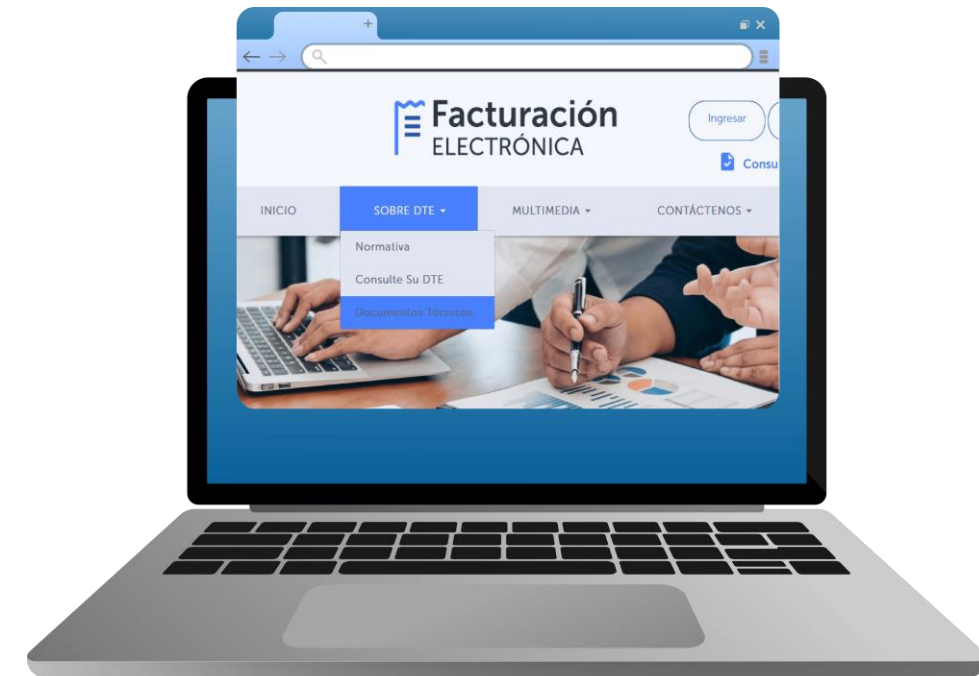 Facturación
ELECTRÓNICA
Ingresar
Consu
INICIO
SOBRE DTE
MULTIMEDIA
CONTÁCTENOS
Normativa
Consulte Su DTE
Documentos Técnicos